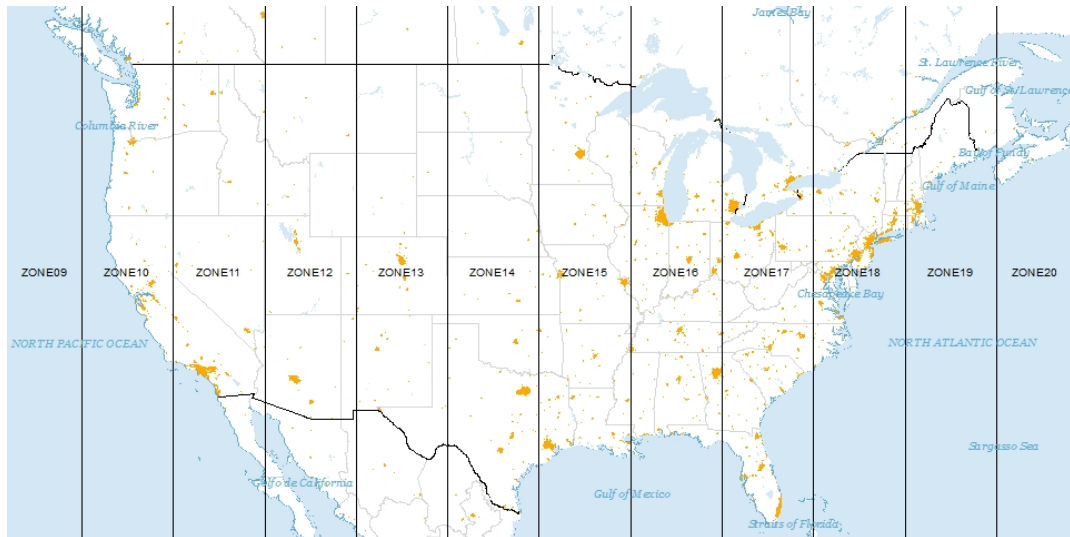 James Bay
St. Lawrence River
Gulf of St Lawrence
Columbia River
Bay of Fundy
Gulf of Maine
ZONE09
ZONE10
ZONE11
ZONE12
ZONE13
ZONE14
ZONE15
ZONE16
ZONE17
ZONE18
ZONE19
ZONE20
Chesapeake Bay
NORTH PACIFIC OCEAN
NORTH ATLANTIC OCEAN
Sargasso Sea
Golfo de California
Gulf of Mexico
Straits of Florida